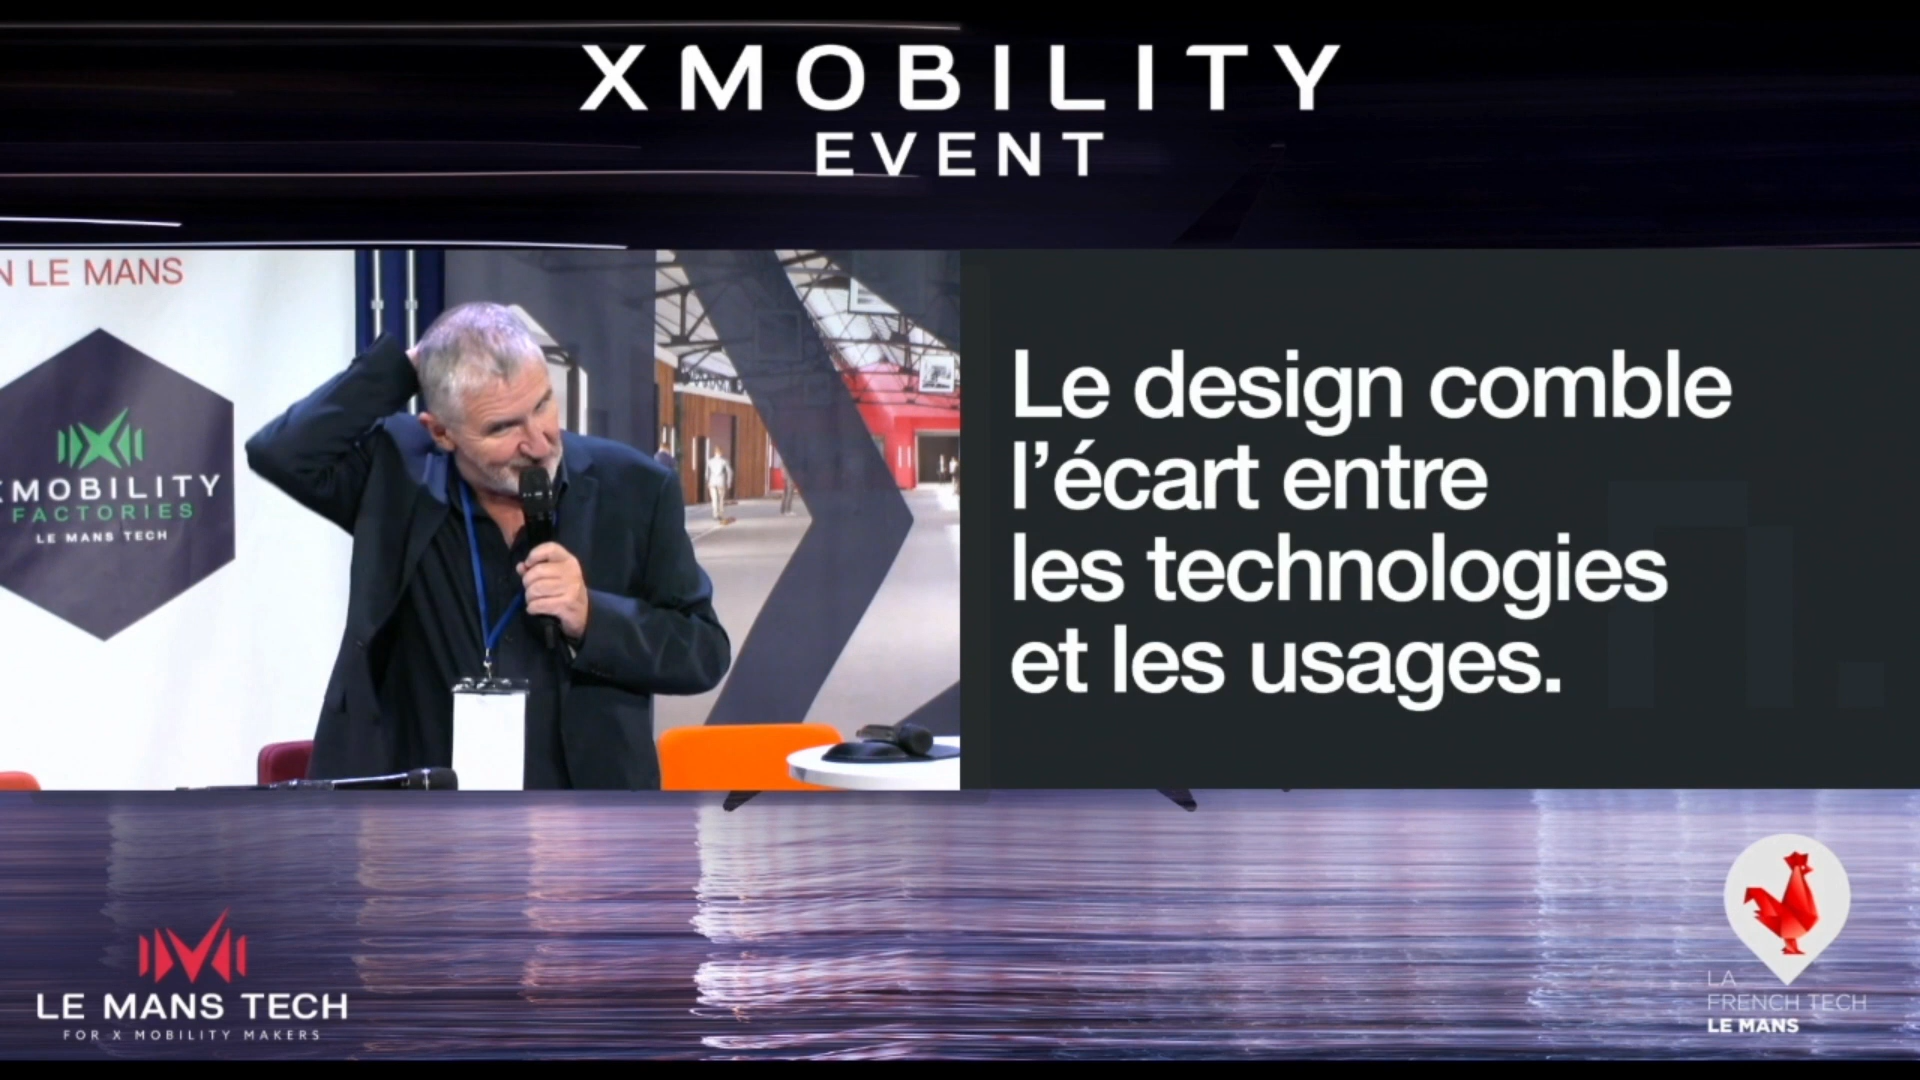 XMOBILITY
EVENT
N LE MANS
XMOBILITY
FACTORIES
LE MANS TECH
Le design comble
l’écart entre
les technologies
et les usages.
LE MANS TECH
FOR X MOBILITY MAKERS
LA
FRENCH TECH
LE MANS